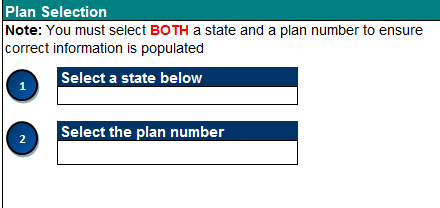 Plan Selection
Note: You must select BOTH a state and a plan number to ensure
correct information is populated
1
Select a state below
2
Select the plan number